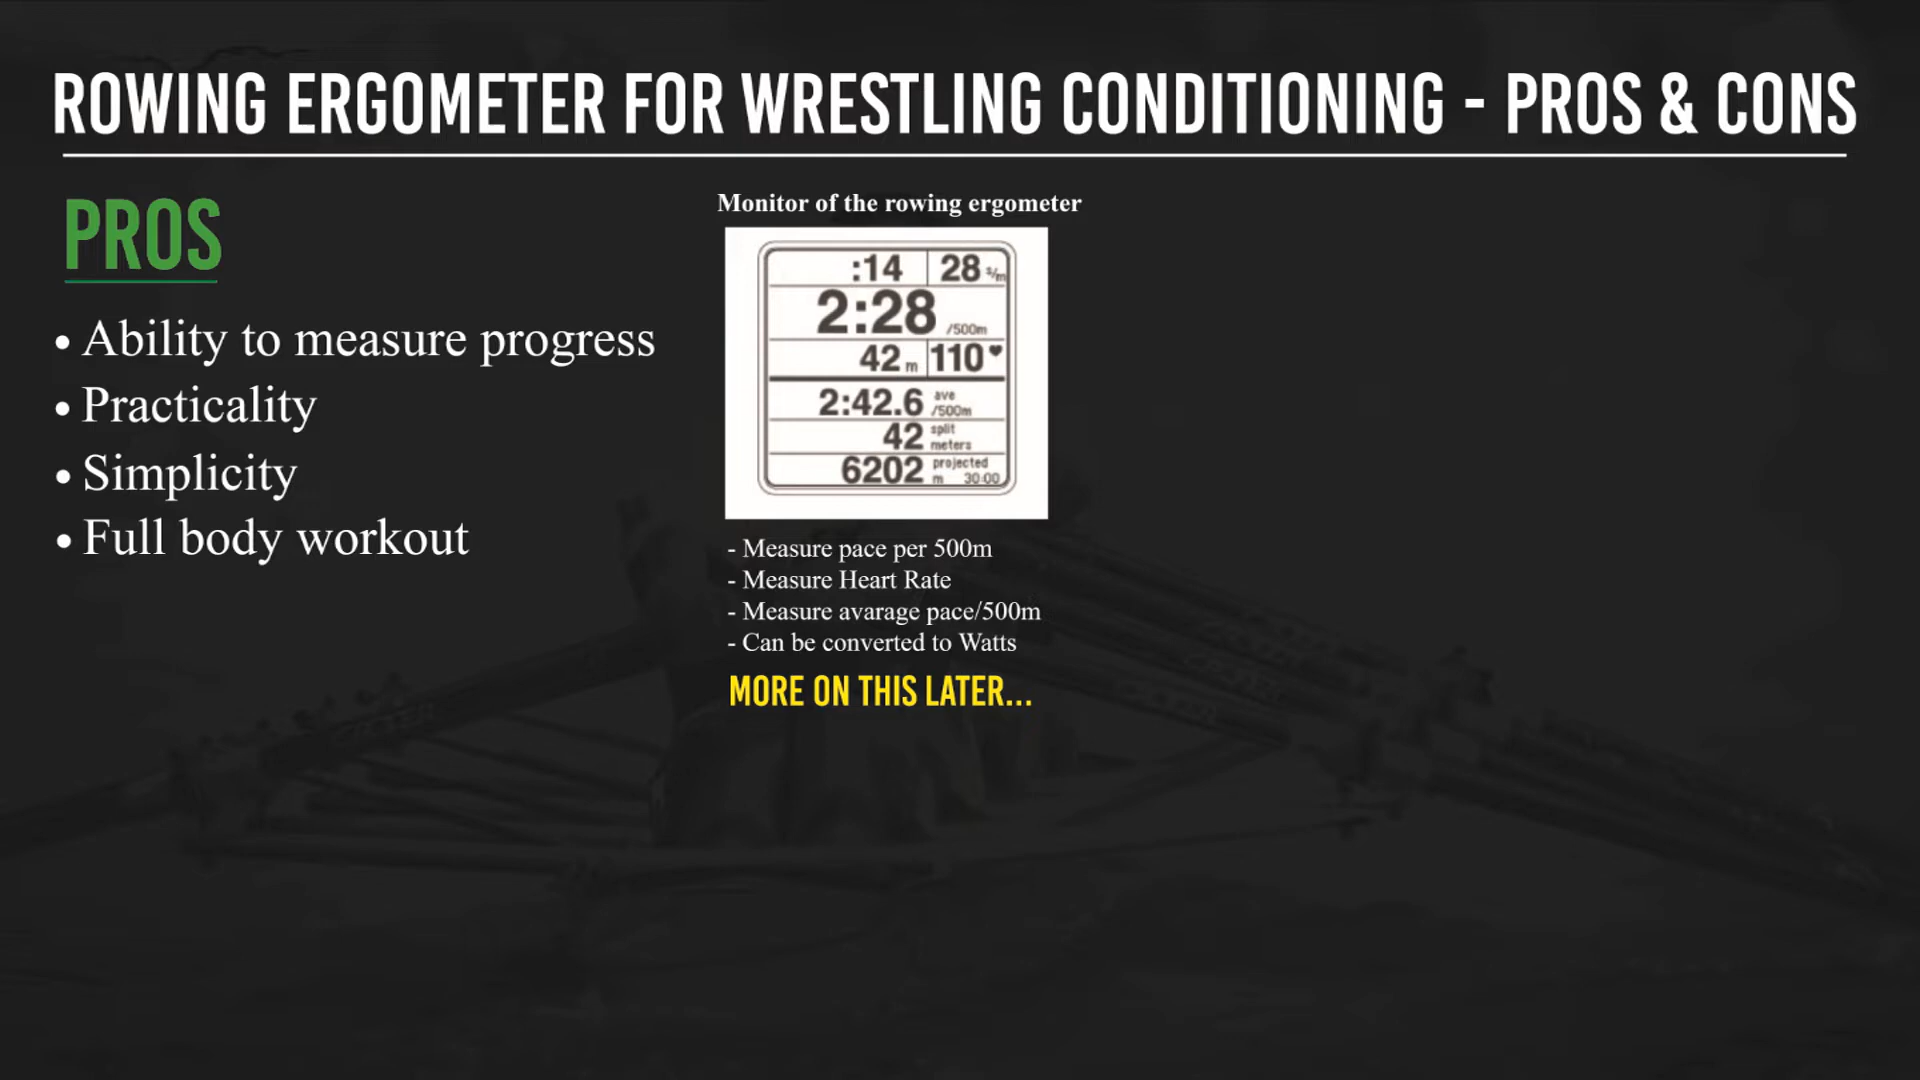 ROWING ERGOMETER FOR WRESTLING CONDITIONING - PROS & CONS
PROS
• Ability to measure progress
• Practicality
• Simplicity
• Full body workout
Monitor of the rowing ergometer
:14 28 s/m
2:28 /500m
42 m 110 ♥
2:42.6 ave /500m
42 split meters
6202 projected m 30:00
- Measure pace per 500m
- Measure Heart Rate
- Measure avarage pace/500m
- Can be converted to Watts
MORE ON THIS LATER...